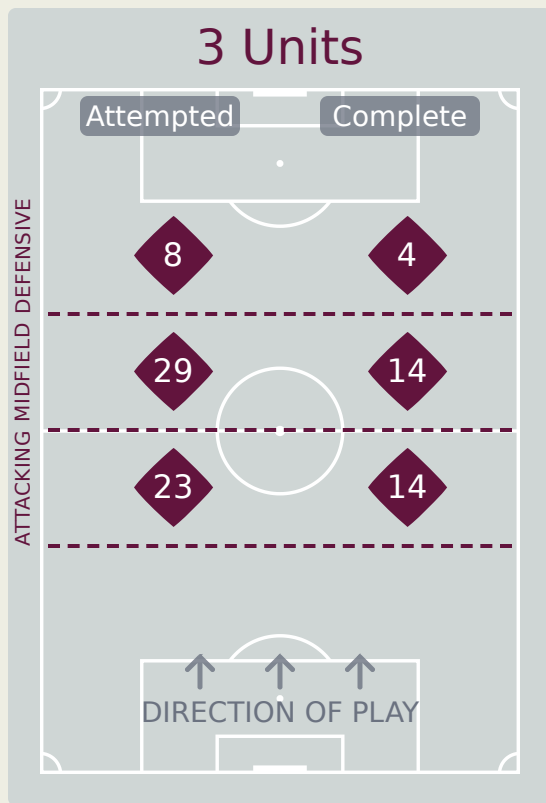 3 Units
Attempted Complete
8 4
29 14
23 14
ATTACKING MIDFIELD DEFENSIVE
DIRECTION OF PLAY